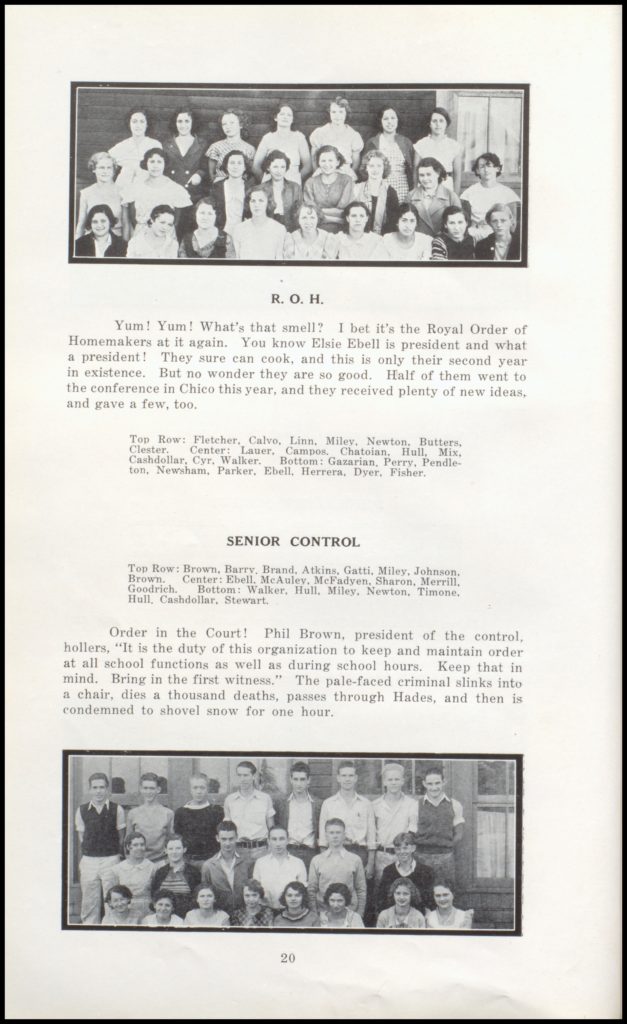 R. O. H.
Yum! Yum! What's that smell? I bet it's the Royal Order of
Homemakers at it again. You know Elsie Ebell is president and what
a president! They sure can cook, and this is only their second year
in existence. But no wonder they are so good. Half of them went to
the conference in Chico this year, and they received plenty of new ideas,
and gave a few, too.
Top Row: Fletcher, Calvo, Linn, Miley, Newton, Butters,
Clester. Center: Lauer, Campos. Chatoian, Hull, Mix,
Cashdollar, Cyr, Walker. Bottom: Gazarian, Perry, Pendle-
ton, Newsham, Parker, Ebell, Herrera, Dyer, Fisher.
SENIOR CONTROL
Top Row: Brown, Barry, Brand, Atkins, Gatti, Miley, Johnson,
Brown. Center: Ebell, McAuley, McFadyen, Sharon, Merrill,
Goodrich. Bottom: Walker, Hull, Miley, Newton, Timone,
Hull, Cashdollar, Stewart.
Order in the Court! Phil Brown, president of the control,
hollers, "It is the duty of this organization to keep and maintain order
at all school functions as well as during school hours. Keep that in
mind. Bring in the first witness." The pale-faced criminal slinks into
a chair, dies a thousand deaths, passes through Hades, and then is
condemned to shovel snow for one hour.
20